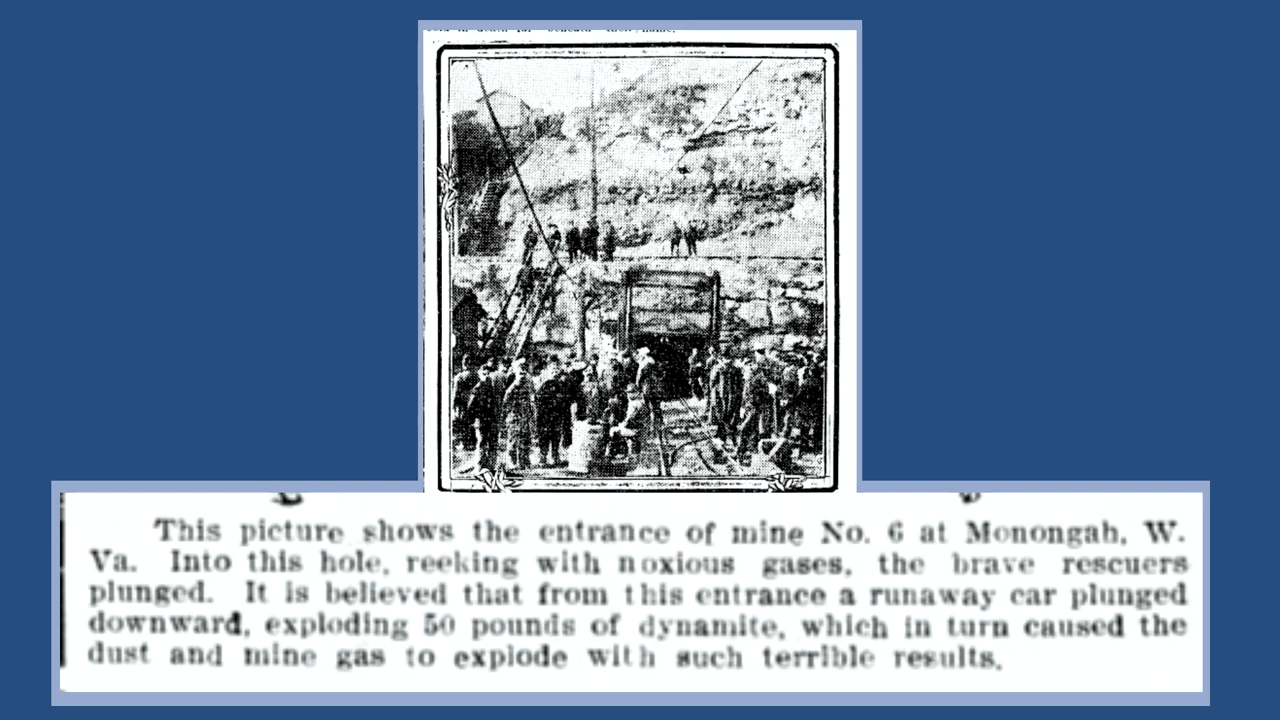 This picture shows the entrance of mine No. 6 at Monongah, W.
Va. Into this hole, reeking with noxious gases, the brave rescuers
plunged. It is believed that from this entrance a runaway car plunged
downward, exploding 50 pounds of dynamite, which in turn caused the
dust and mine gas to explode with such terrible results.